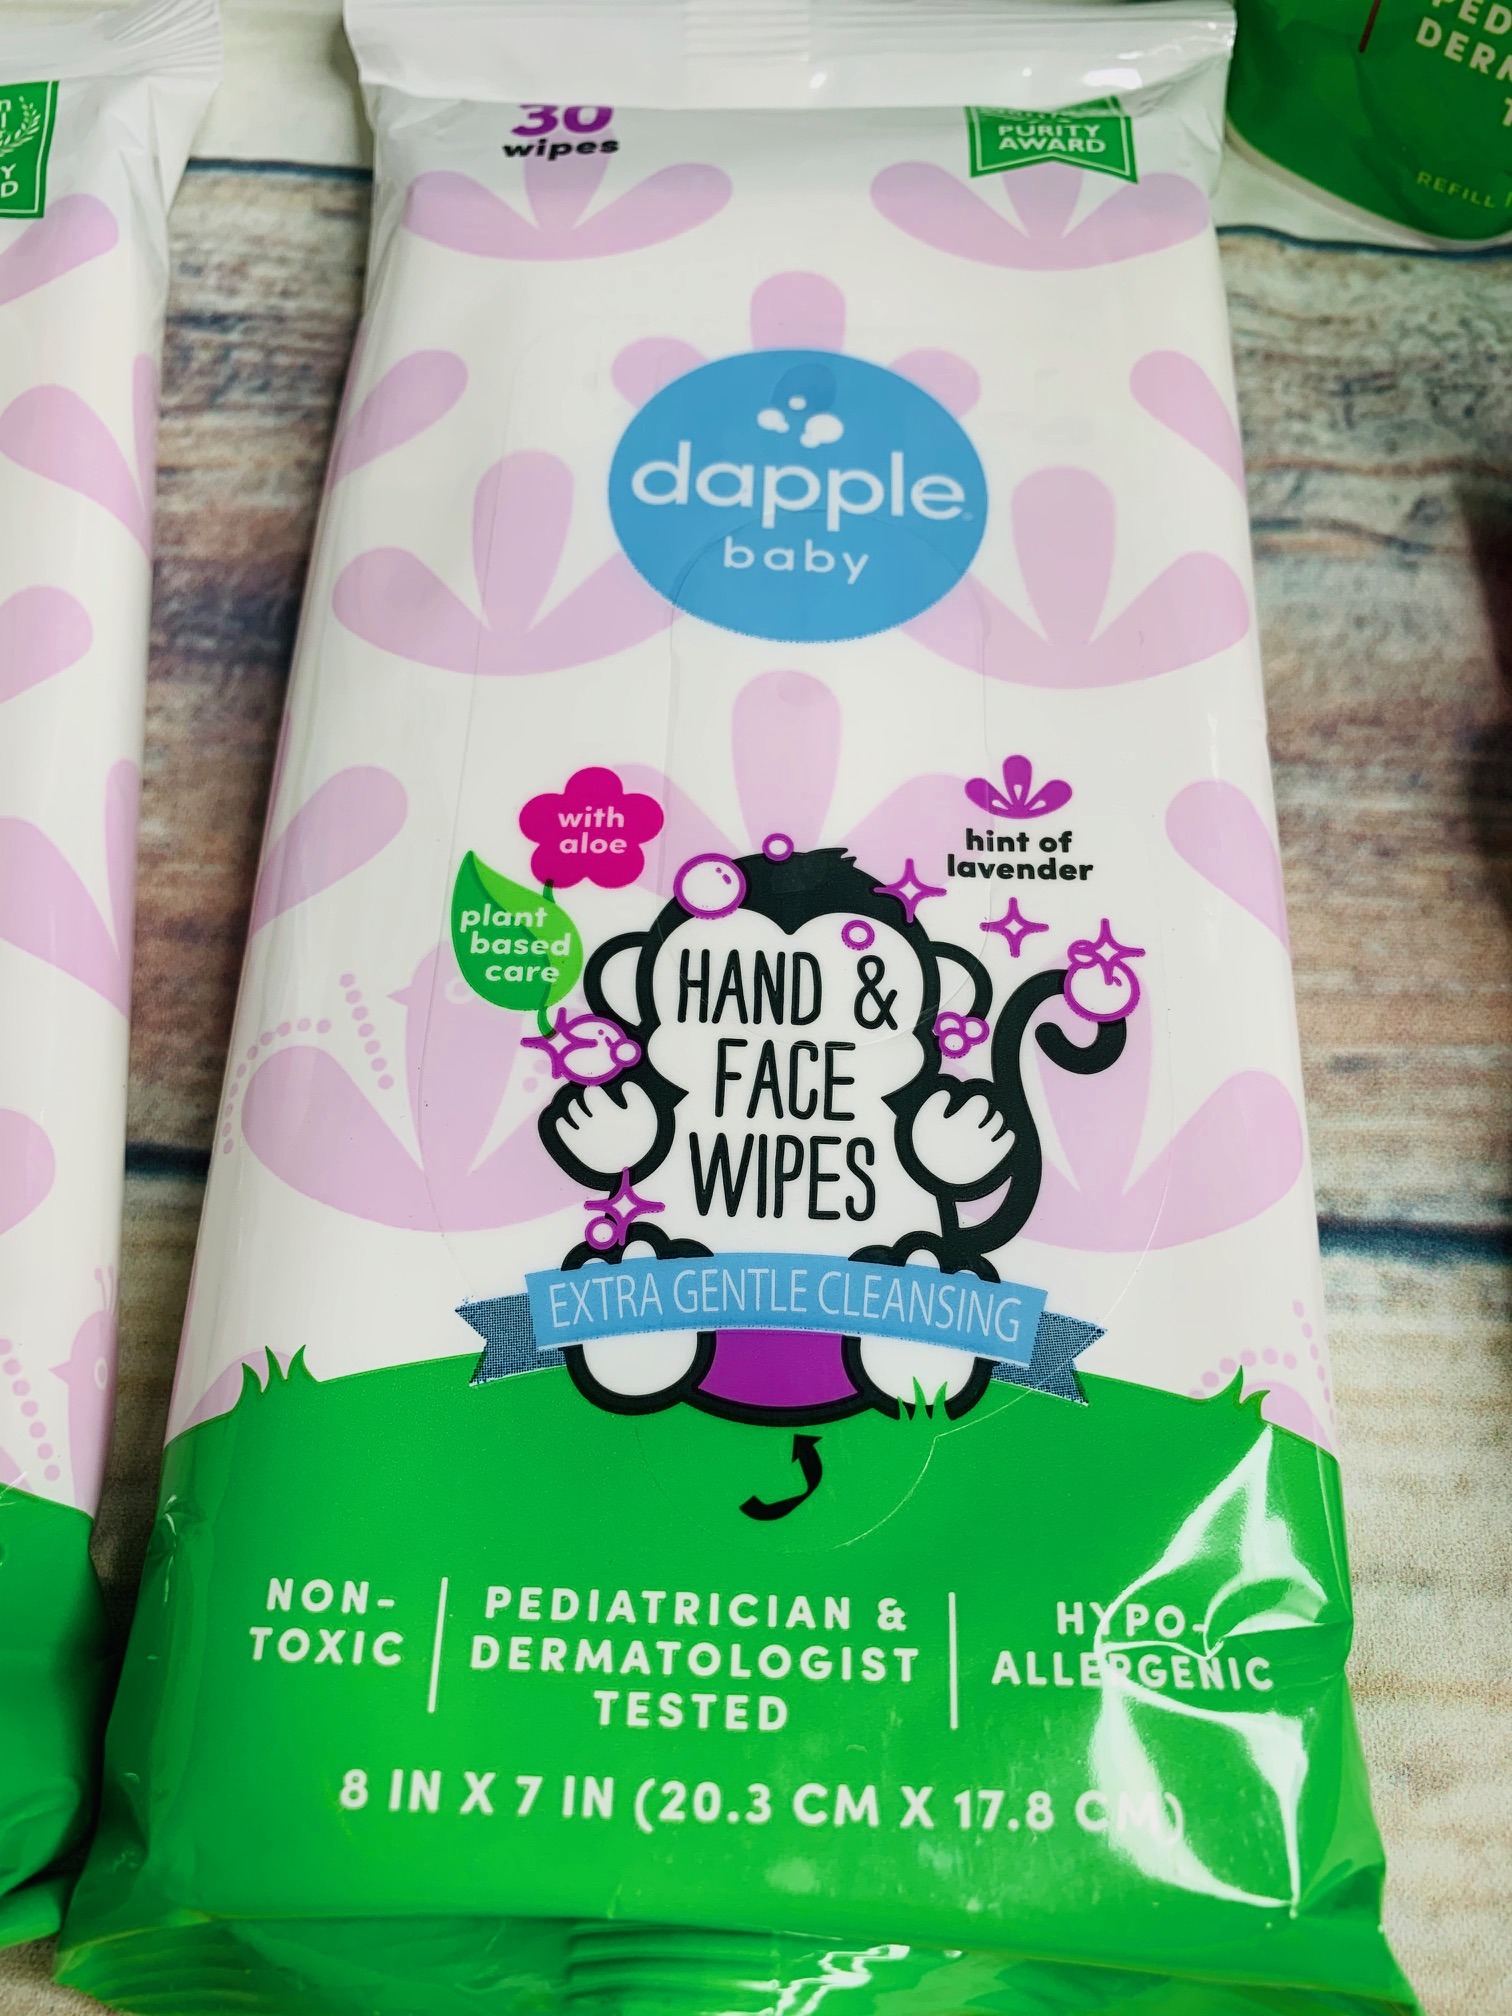 30
wipes
PURITY
AWARD
dapple
baby
with
aloe
plant
based
care
hint of
lavender
HAND &
FACE
WIPES
EXTRA GENTLE CLEANSING
NON-
TOXIC
PEDIATRICIAN &
DERMATOLOGIST
TESTED
HYPO-
ALLERGENIC
8 IN X 7 IN (20.3 CM X 17.8 CM)
REFILL